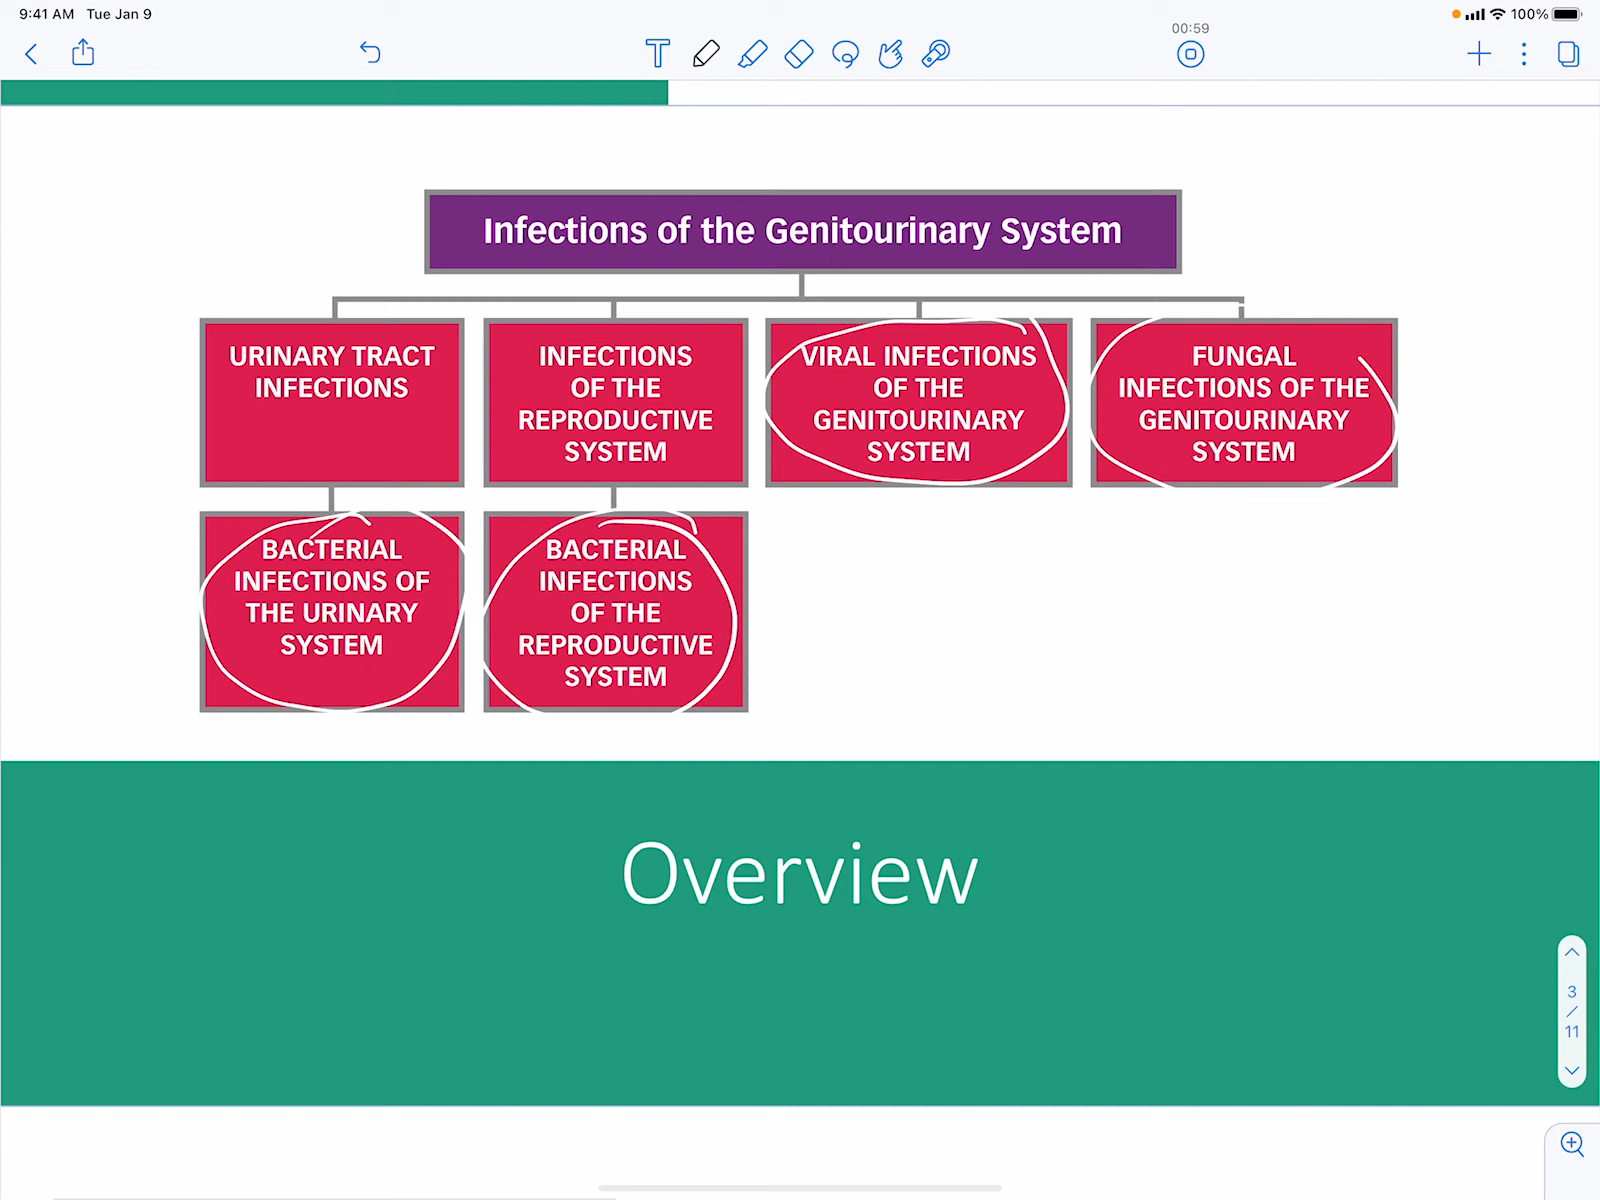 9:41 AM Tue Jan 9
100%
00:59
Infections of the Genitourinary System
URINARY TRACT
INFECTIONS
INFECTIONS
OF THE
REPRODUCTIVE
SYSTEM
VIRAL INFECTIONS
OF THE
GENITOURINARY
SYSTEM
FUNGAL
INFECTIONS OF THE
GENITOURINARY
SYSTEM
BACTERIAL
INFECTIONS OF
THE URINARY
SYSTEM
BACTERIAL
INFECTIONS
OF THE
REPRODUCTIVE
SYSTEM
Overview
3
/
11